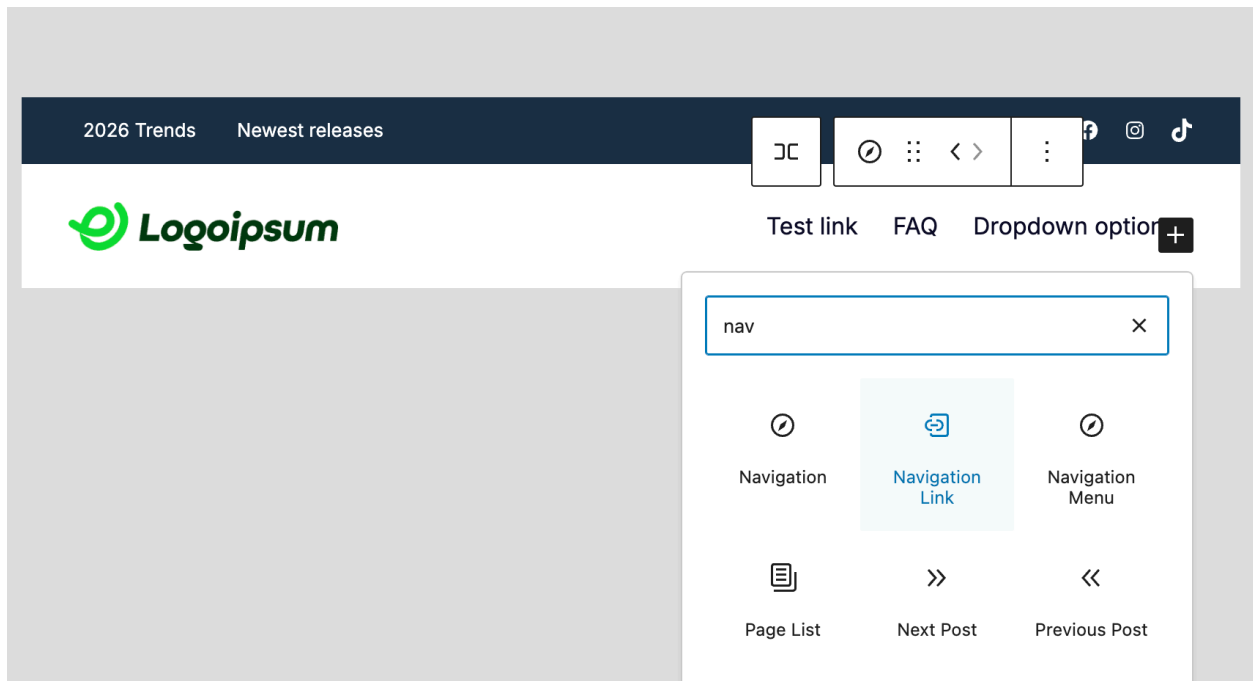 2026 Trends Newest releases
Logoipsum Test link FAQ Dropdown option
nav
Navigation Navigation Navigation
Link Menu
Page List Next Post Previous Post